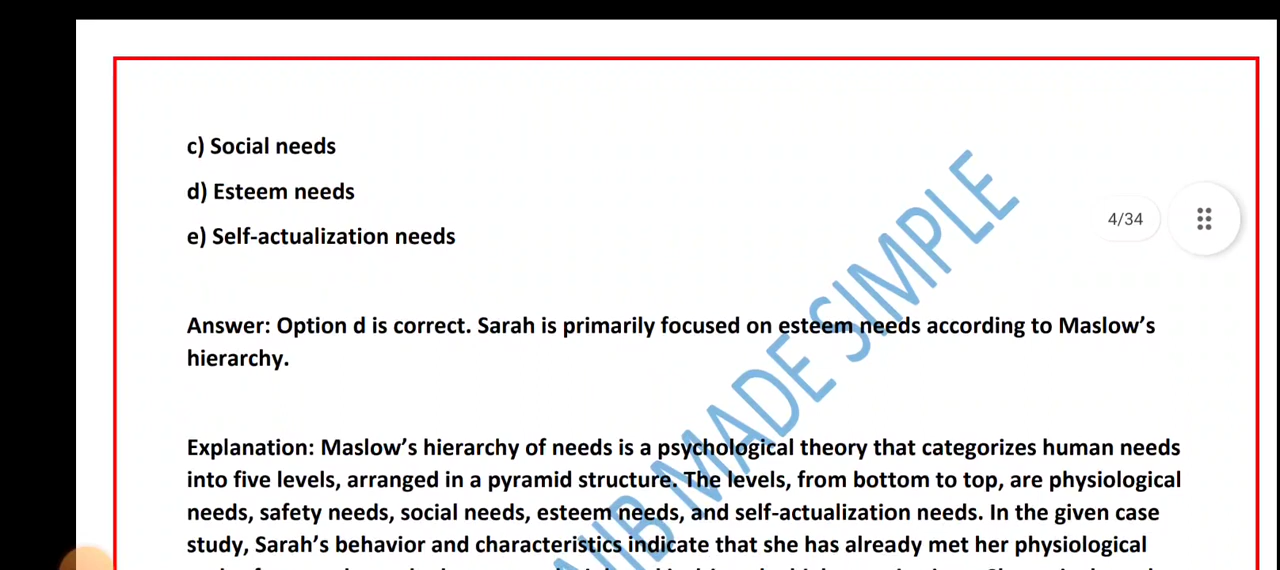 c) Social needs
d) Esteem needs
4/34
e) Self-actualization needs
Answer: Option d is correct. Sarah is primarily focused on esteem needs according to Maslow’s
hierarchy.
Explanation: Maslow’s hierarchy of needs is a psychological theory that categorizes human needs
into five levels, arranged in a pyramid structure. The levels, from bottom to top, are physiological
needs, safety needs, social needs, esteem needs, and self-actualization needs. In the given case
study, Sarah’s behavior and characteristics indicate that she has already met her physiological
MADE SIMPLE